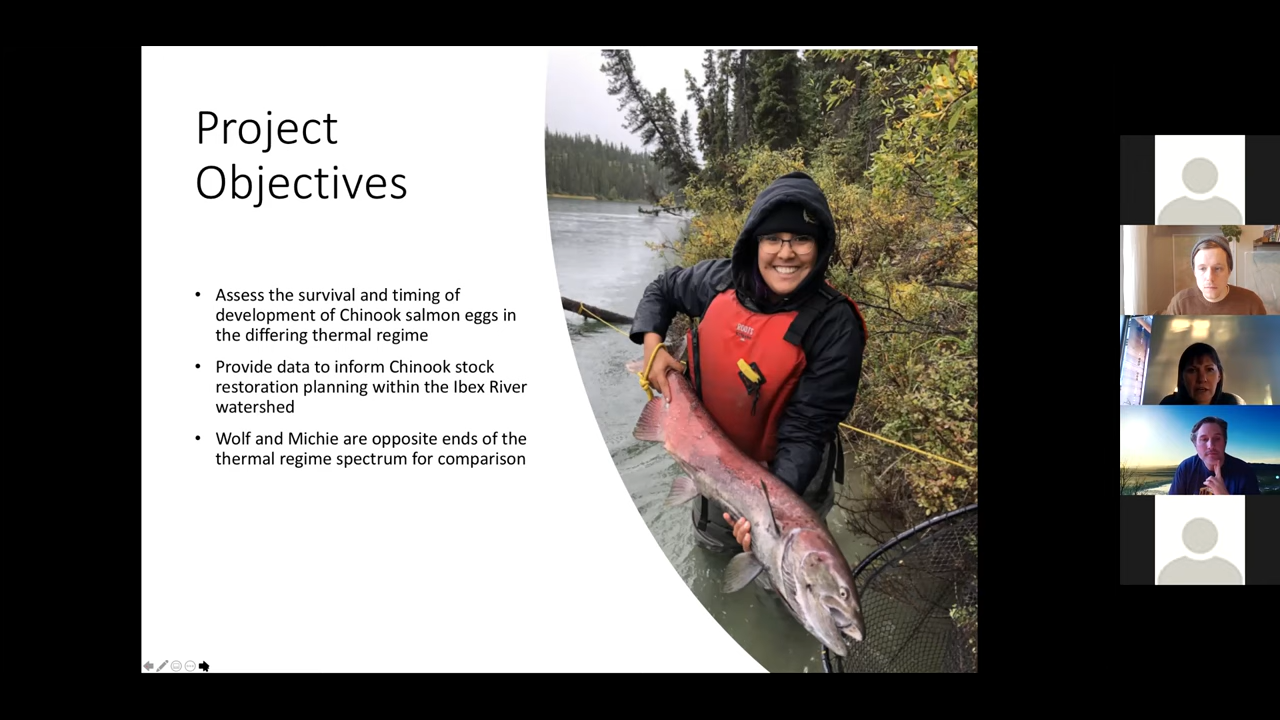 Project
Objectives
• Assess the survival and timing of
development of Chinook salmon eggs in
the differing thermal regime
• Provide data to inform Chinook stock
restoration planning within the Ibex River
watershed
• Wolf and Michie are opposite ends of the
thermal regime spectrum for comparison